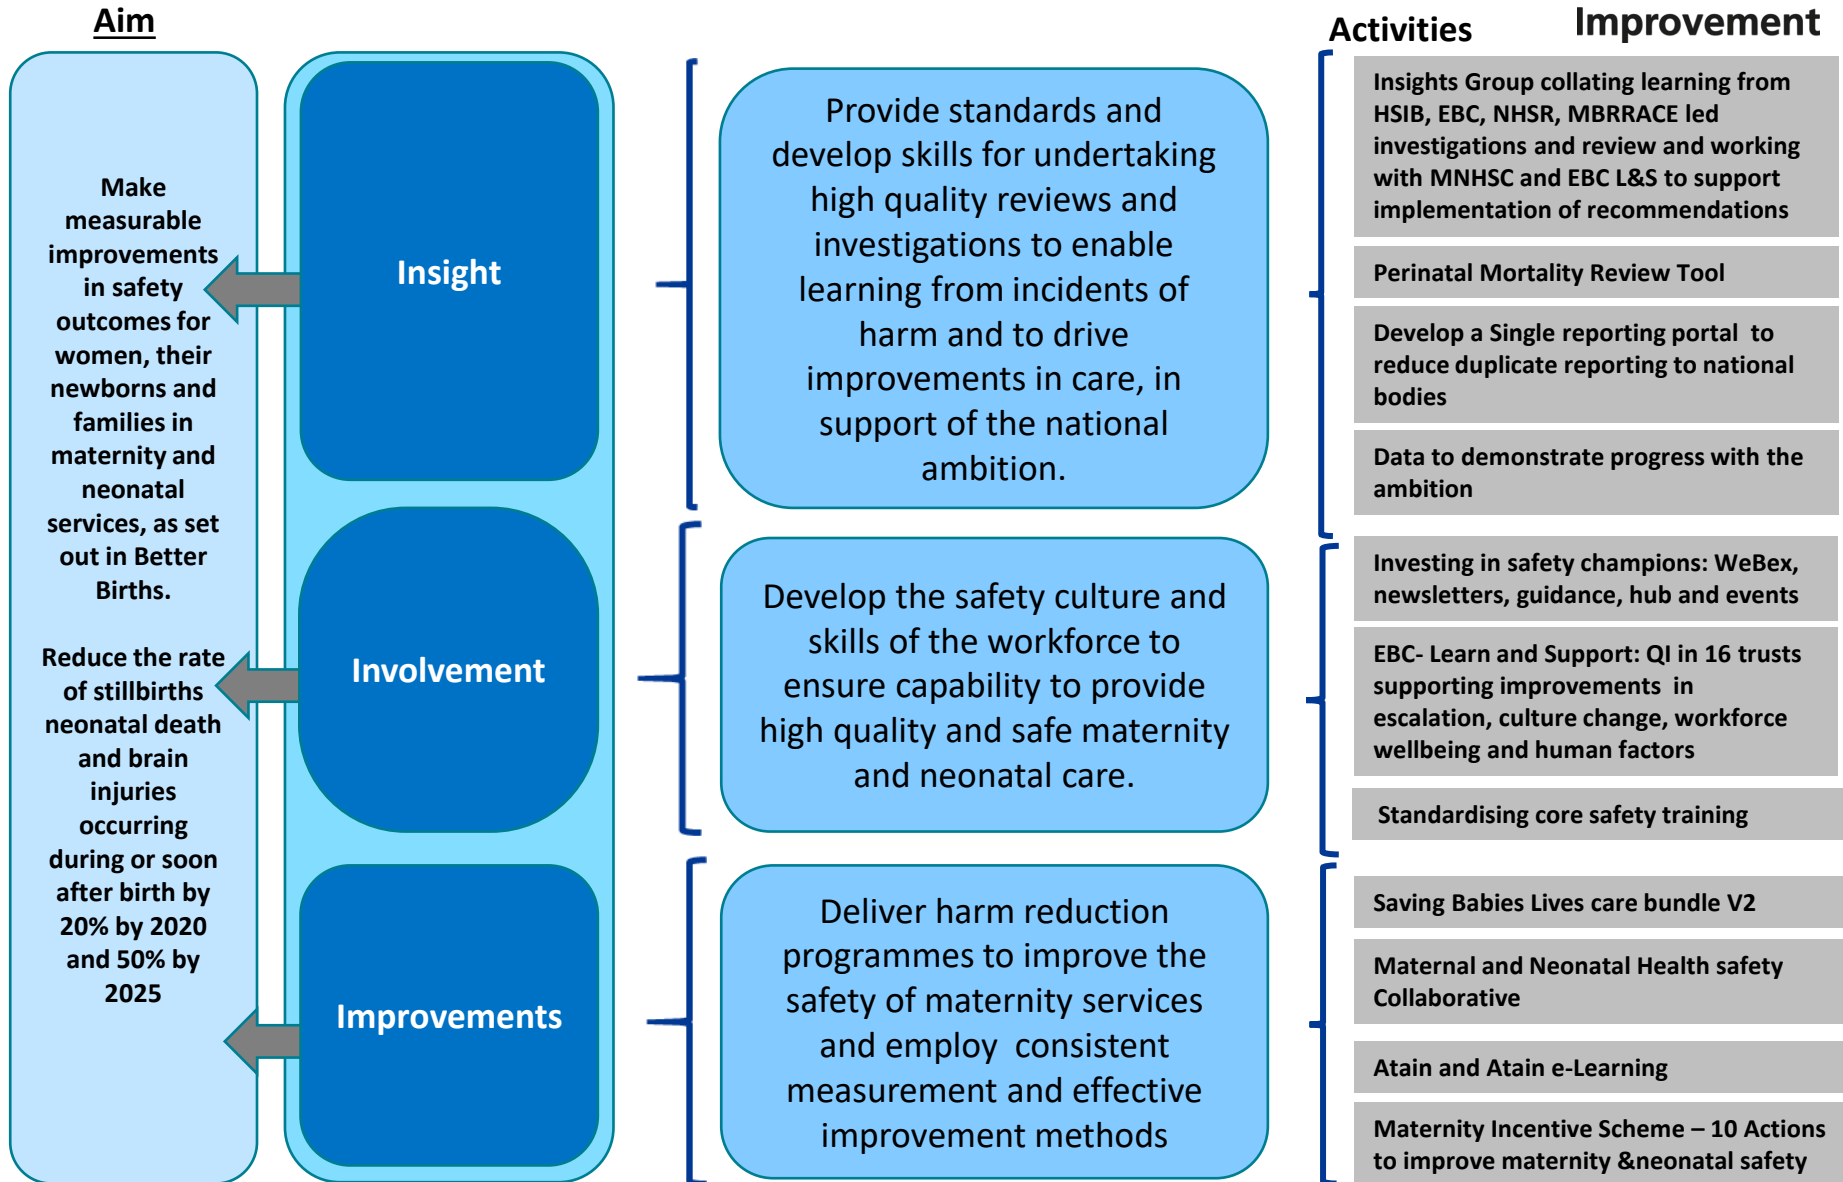 Aim
Activities
Improvement
Make
measurable
improvements
in safety
outcomes for
women, their
newborns and
families in
maternity and
neonatal
services, as set
out in Better
Births.
Reduce the rate
of stillbirths
neonatal death
and brain
injuries
occurring
during or soon
after birth by
20% by 2020
and 50% by
2025
Insight
Provide standards and
develop skills for undertaking
high quality reviews and
investigations to enable
learning from incidents of
harm and to drive
improvements in care, in
support of the national
ambition.
Insights Group collating learning from
HSIB, EBC, NHSR, MBRRACE led
investigations and review and working
with MNHSC and EBC L&S to support
implementation of recommendations
Perinatal Mortality Review Tool
Develop a Single reporting portal to
reduce duplicate reporting to national
bodies
Data to demonstrate progress with the
ambition
Involvement
Develop the safety culture and
skills of the workforce to
ensure capability to provide
high quality and safe maternity
and neonatal care.
Investing in safety champions: WeBex,
newsletters, guidance, hub and events
EBC- Learn and Support: QI in 16 trusts
supporting improvements in
escalation, culture change, workforce
wellbeing and human factors
Standardising core safety training
Improvements
Deliver harm reduction
programmes to improve the
safety of maternity services
and employ consistent
measurement and effective
improvement methods
Saving Babies Lives care bundle V2
Maternal and Neonatal Health safety
Collaborative
Atain and Atain e-Learning
Maternity Incentive Scheme – 10 Actions
to improve maternity &neonatal safety